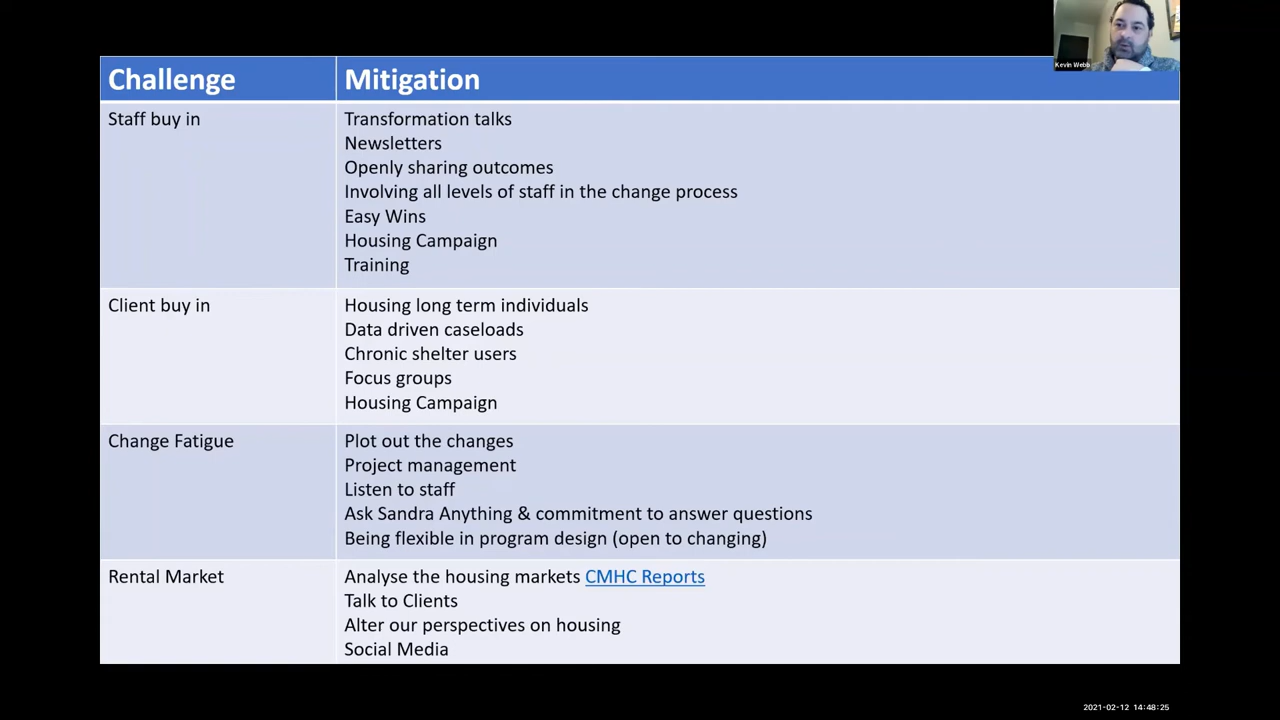 Challenge
Mitigation
Staff buy in
Transformation talks
Newsletters
Openly sharing outcomes
Involving all levels of staff in the change process
Easy Wins
Housing Campaign
Training
Client buy in
Housing long term individuals
Data driven caseloads
Chronic shelter users
Focus groups
Housing Campaign
Change Fatigue
Plot out the changes
Project management
Listen to staff
Ask Sandra Anything & commitment to answer questions
Being flexible in program design (open to changing)
Rental Market
Analyse the housing markets CMHC Reports
Talk to Clients
Alter our perspectives on housing
Social Media
Kevin Webb
2021-02-12 14:48:25